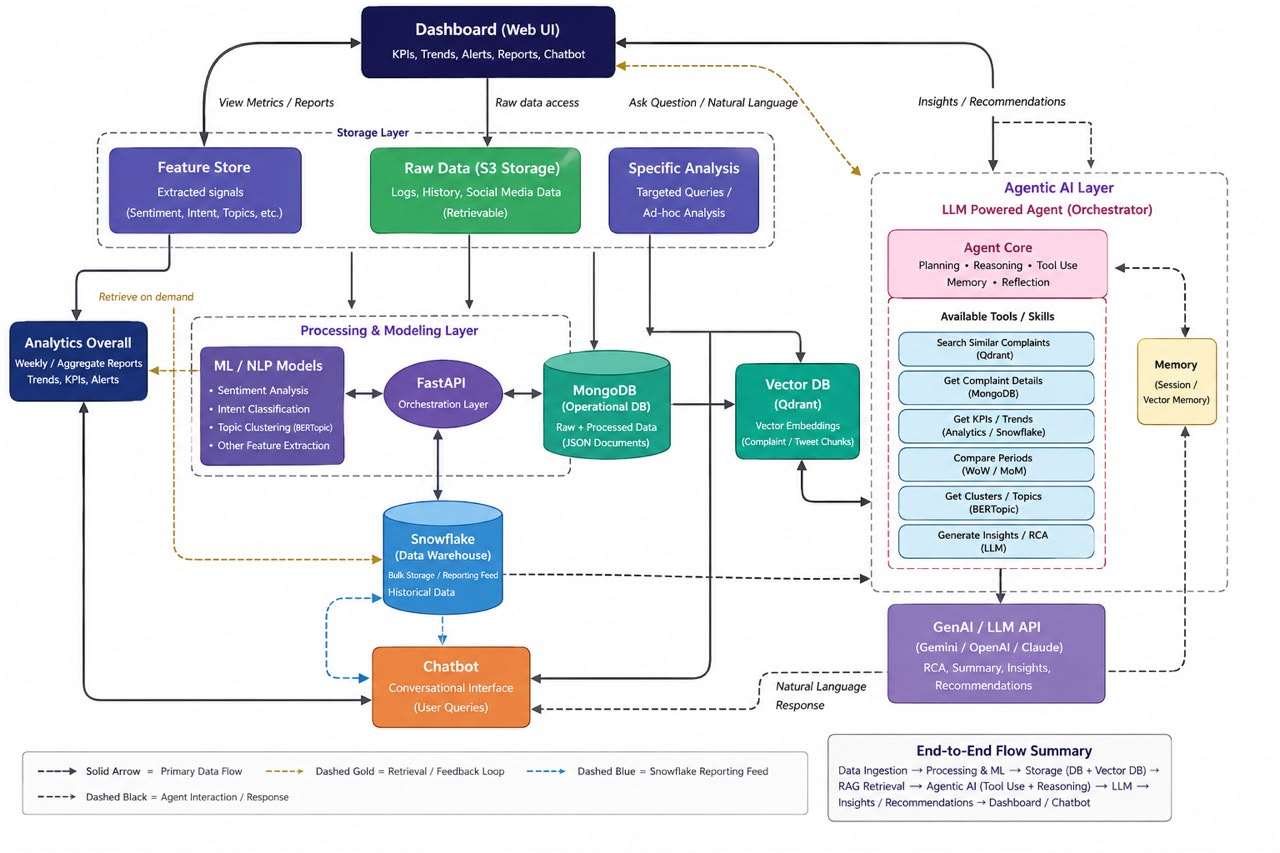 Dashboard (Web UI)
KPIs, Trends, Alerts, Reports, Chatbot
View Metrics / Reports
Raw data access
Ask Question / Natural Language
Insights / Recommendations
Storage Layer
Feature Store
Extracted signals
(Sentiment, Intent, Topics, etc.)
Raw Data (S3 Storage)
Logs, History, Social Media Data
(Retrievable)
Specific Analysis
Targeted Queries /
Ad-hoc Analysis
Agentic AI Layer
LLM Powered Agent (Orchestrator)
Agent Core
Planning • Reasoning • Tool Use
Memory • Reflection
Available Tools / Skills
Search Similar Complaints
(Qdrant)
Get Complaint Details
(MongoDB)
Get KPIs / Trends
(Analytics / Snowflake)
Compare Periods
(WoW / MoM)
Get Clusters / Topics
(BERTopic)
Generate Insights / RCA
(LLM)
Memory
(Session /
Vector Memory)
Retrieve on demand
Analytics Overall
Weekly / Aggregate Reports
Trends, KPIs, Alerts
Processing & Modeling Layer
ML / NLP Models
• Sentiment Analysis
• Intent Classification
• Topic Clustering (BERTopic)
• Other Feature Extraction
FastAPI
Orchestration Layer
MongoDB
(Operational DB)
Raw + Processed Data
(JSON Documents)
Vector DB
(Qdrant)
Vector Embeddings
(Complaint / Tweet Chunks)
Snowflake
(Data Warehouse)
Bulk Storage / Reporting Feed
Historical Data
Chatbot
Conversational Interface
(User Queries)
GenAI / LLM API
(Gemini / OpenAI / Claude)
RCA, Summary, Insights,
Recommendations
Natural Language
Response
Solid Arrow = Primary Data Flow
Dashed Gold = Retrieval / Feedback Loop
Dashed Blue = Snowflake Reporting Feed
Dashed Black = Agent Interaction / Response
End-to-End Flow Summary
Data Ingestion → Processing & ML → Storage (DB + Vector DB) →
RAG Retrieval → Agentic AI (Tool Use + Reasoning) → LLM →
Insights / Recommendations → Dashboard / Chatbot